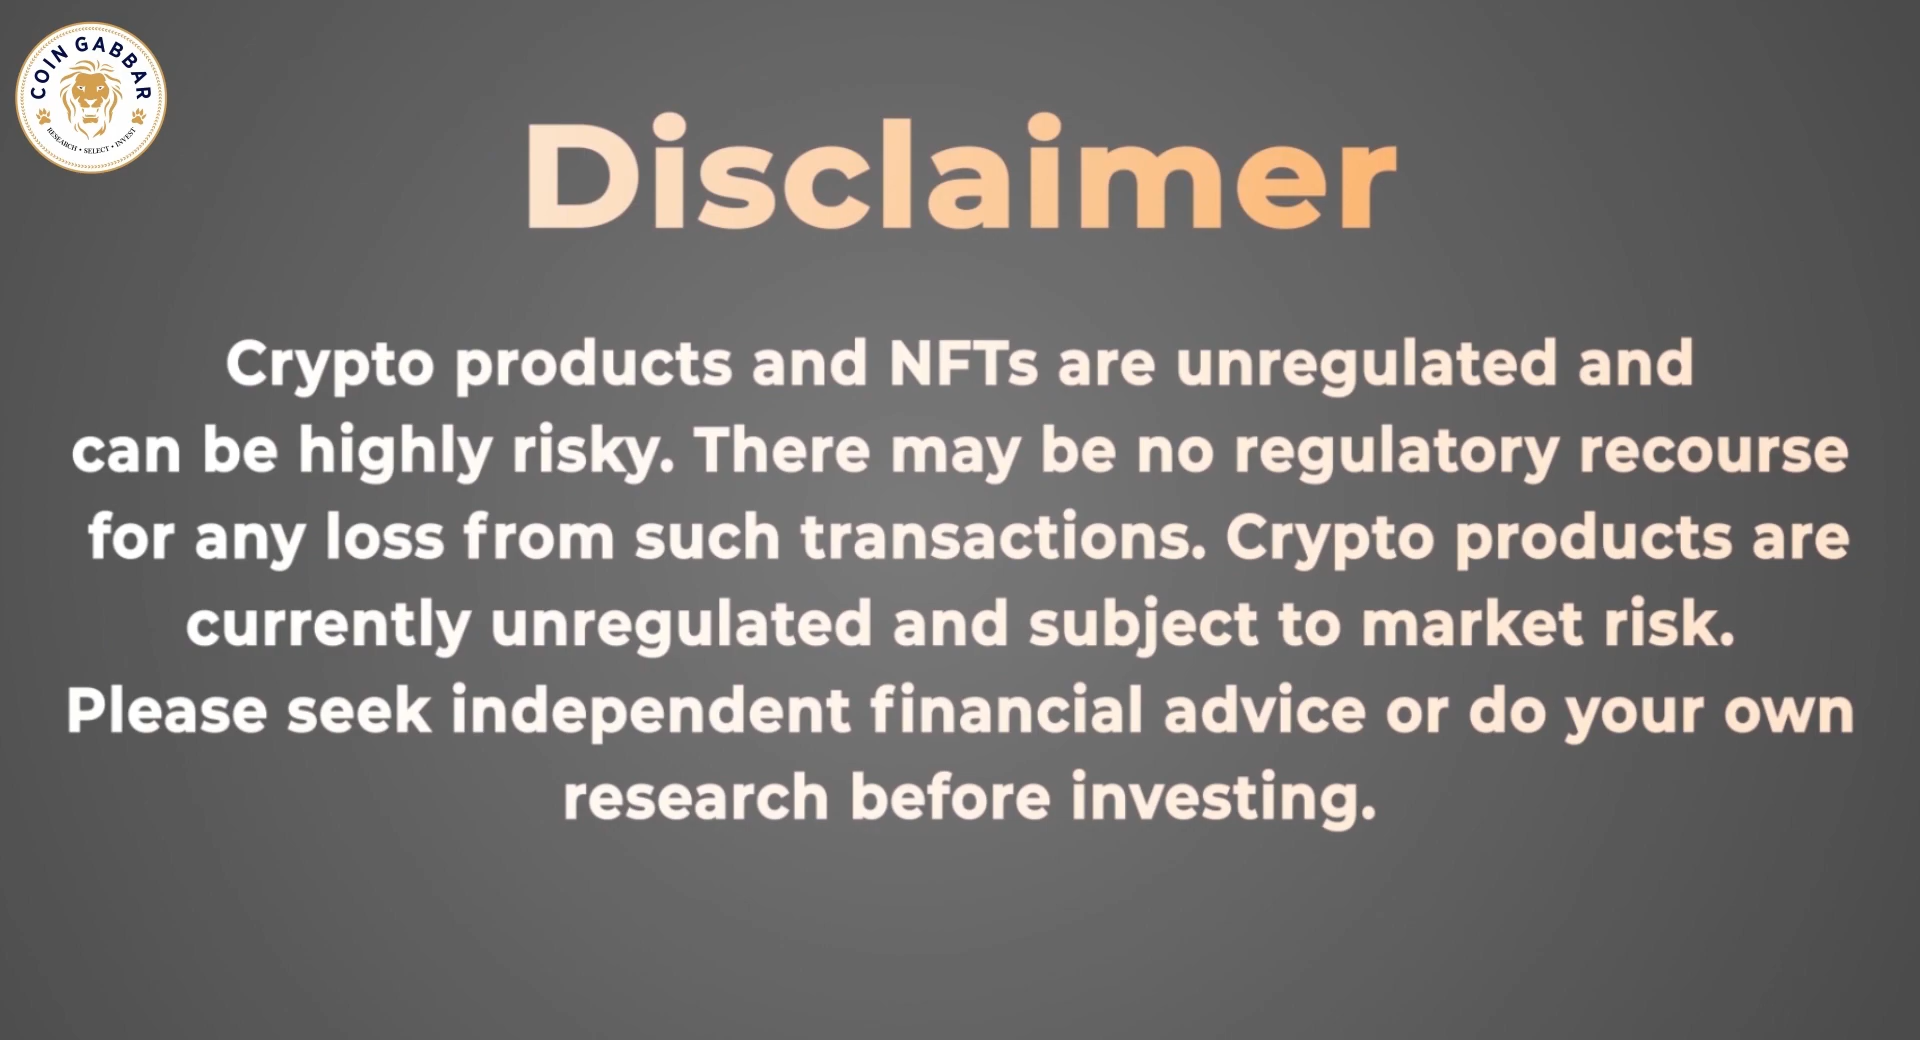 COIN GABBAR
RESEARCH • SELECT • INVEST
Disclaimer
Crypto products and NFTs are unregulated and
can be highly risky. There may be no regulatory recourse
for any loss from such transactions. Crypto products are
currently unregulated and subject to market risk.
Please seek independent financial advice or do your own
research before investing.